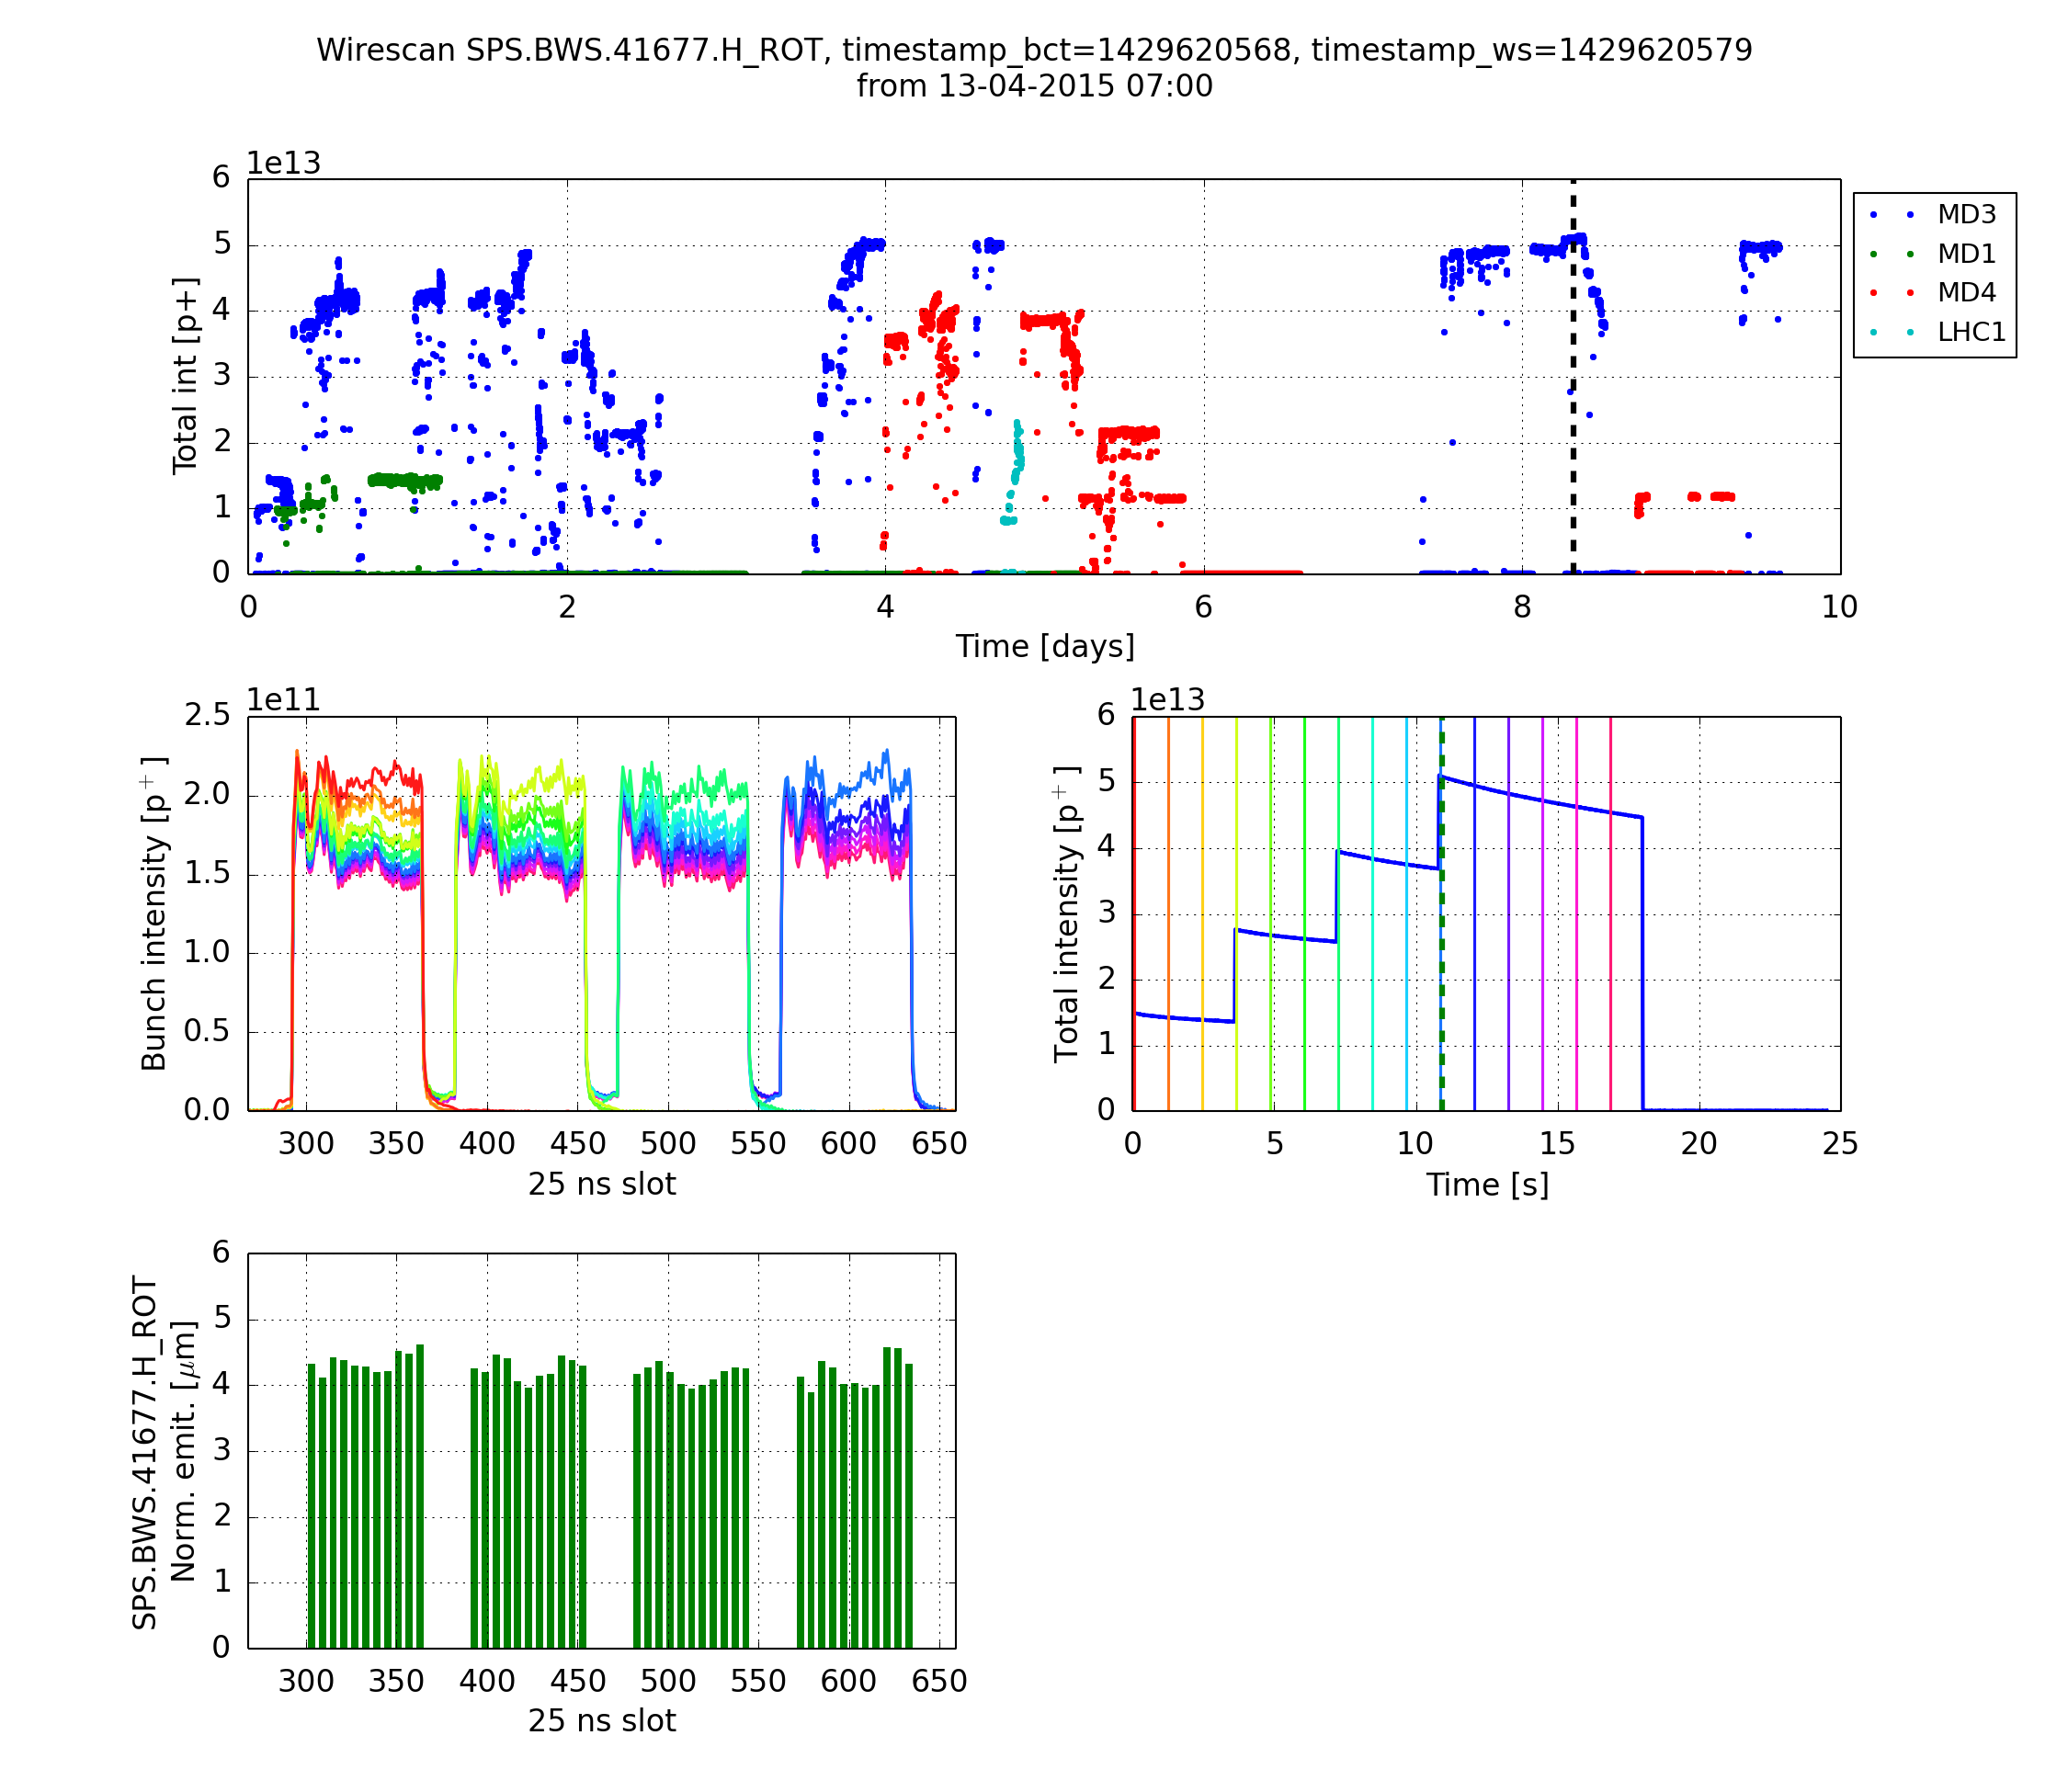 Wirescan SPS.BWS.41677.H_ROT, timestamp_bct=1429620568, timestamp_ws=1429620579
from 13-04-2015 07:00
1e13
6
5
4
3
2
1
0
Total int [p+]
0 2 4 6 8 10
Time [days]
MD3
MD1
MD4
LHC1
1e11
2.5
2.0
1.5
1.0
0.5
0.0
Bunch intensity [p+]
300 350 400 450 500 550 600 650
25 ns slot
1e13
6
5
4
3
2
1
0
Total intensity [p+]
0 5 10 15 20 25
Time [s]
6
5
4
3
2
1
0
SPS.BWS.41677.H_ROT
Norm. emit. [μm]
300 350 400 450 500 550 600 650
25 ns slot